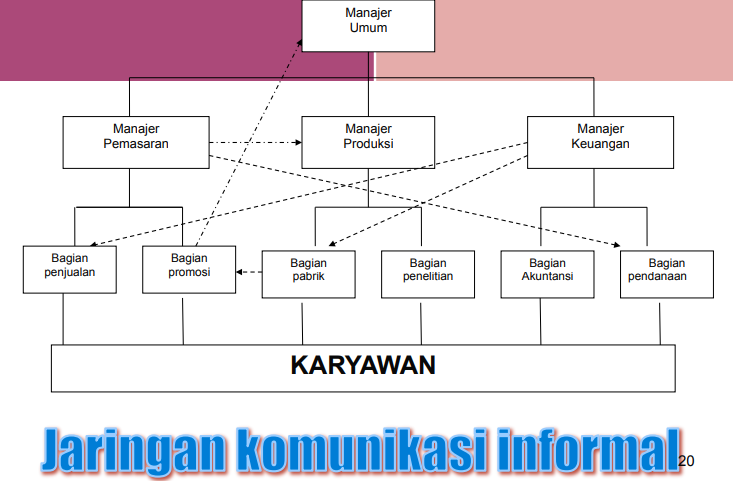 Manajer
Umum
Manajer
Pemasaran
Manajer
Produksi
Manajer
Keuangan
Bagian
penjualan
Bagian
promosi
Bagian
pabrik
Bagian
penelitian
Bagian
Akuntansi
Bagian
pendanaan
KARYAWAN
Jaringan komunikasi informal
20